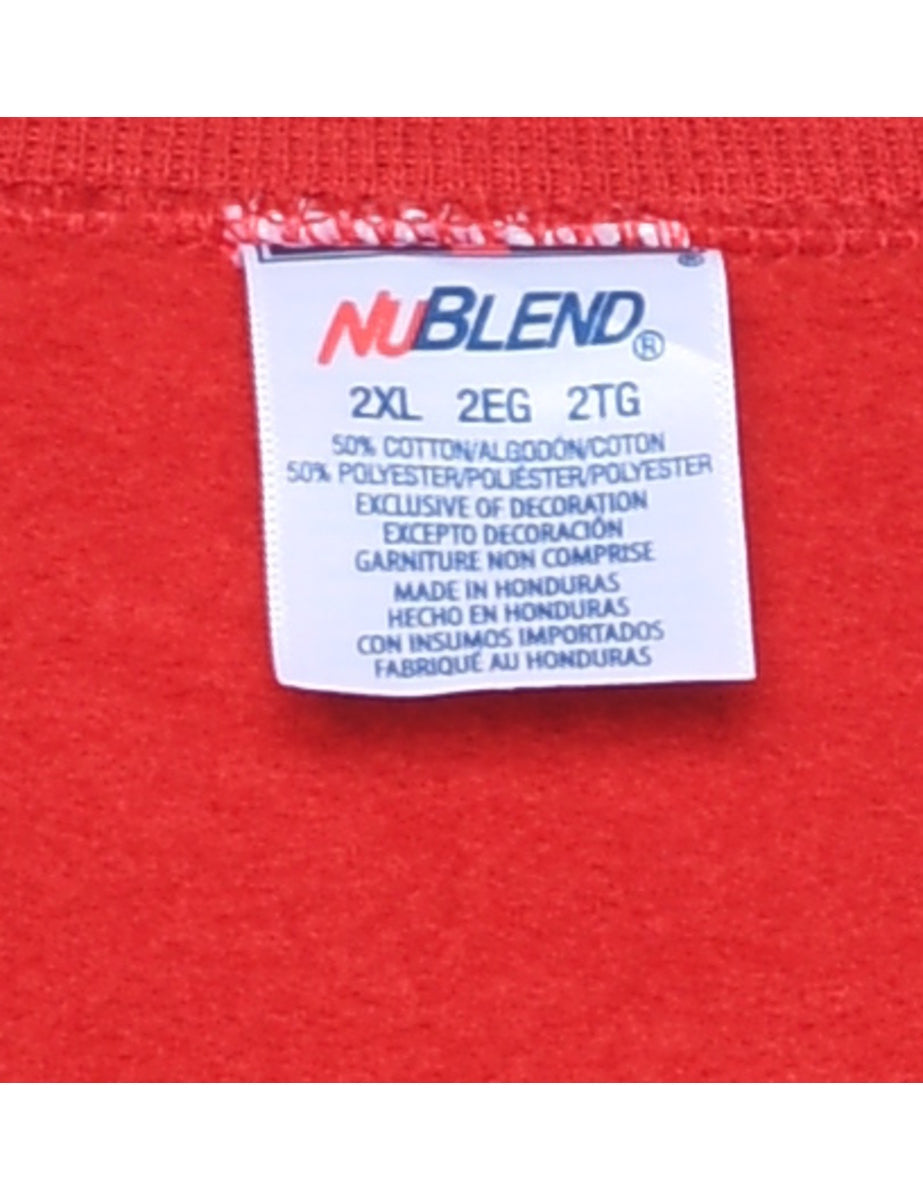 NUBLEND®
2XL 2EG 2TG
50% COTTON/ALGODÓN/COTON
50% POLYESTER/POLIÉSTER/POLYESTER
EXCLUSIVE OF DECORATION
EXCEPTO DECORACIÓN
GARNITURE NON COMPRISE
MADE IN HONDURAS
HECHO EN HONDURAS
CON INSUMOS IMPORTADOS
FABRIQUÉ AU HONDURAS